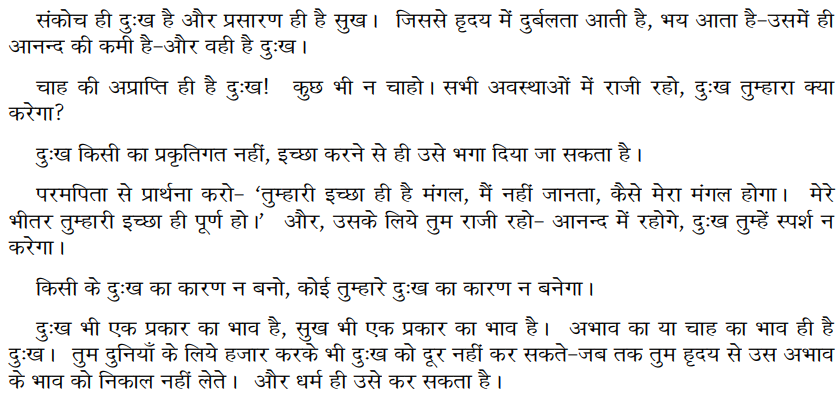 संकोच ही दुःख है और प्रसारण ही है सुख। जिससे हृदय में दुर्बलता आती है, भय आता है–उसमें ही
आनन्द की कमी है–और वही है दुःख।
चाह की अप्राप्ति ही है दुःख! कुछ भी न चाहो। सभी अवस्थाओं में राजी रहो, दुःख तुम्हारा क्या
करेगा?
दुःख किसी का प्रकृतिगत नहीं, इच्छा करने से ही उसे भगा दिया जा सकता है।
परमपिता से प्रार्थना करो– ‘तुम्हारी इच्छा ही है मंगल, मैं नहीं जानता, कैसे मेरा मंगल होगा। मेरे
भीतर तुम्हारी इच्छा ही पूर्ण हो।’ और, उसके लिये तुम राजी रहो– आनन्द में रहोगे, दुःख तुम्हें स्पर्श न
करेगा।
किसी के दुःख का कारण न बनो, कोई तुम्हारे दुःख का कारण न बनेगा।
दुःख भी एक प्रकार का भाव है, सुख भी एक प्रकार का भाव है। अभाव का या चाह का भाव ही है
दुःख। तुम दुनियाँ के लिये हजार करके भी दुःख को दूर नहीं कर सकते–जब तक तुम हृदय से उस अभाव
के भाव को निकाल नहीं लेते। और धर्म ही उसे कर सकता है।